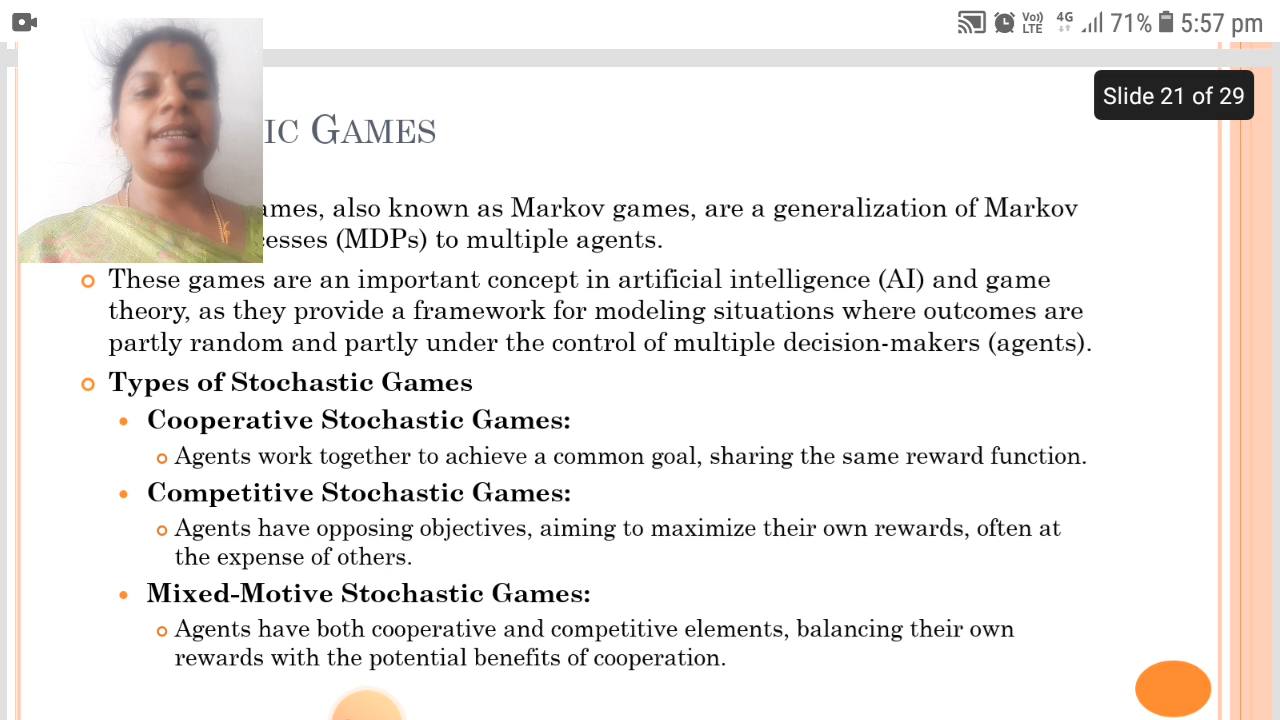 Vo)) LTE 4G 71% 5:57 pm
Slide 21 of 29
IC GAMES
ames, also known as Markov games, are a generalization of Markov
cesses (MDPs) to multiple agents.
These games are an important concept in artificial intelligence (AI) and game
theory, as they provide a framework for modeling situations where outcomes are
partly random and partly under the control of multiple decision-makers (agents).
Types of Stochastic Games
Cooperative Stochastic Games:
Agents work together to achieve a common goal, sharing the same reward function.
Competitive Stochastic Games:
Agents have opposing objectives, aiming to maximize their own rewards, often at
the expense of others.
Mixed-Motive Stochastic Games:
Agents have both cooperative and competitive elements, balancing their own
rewards with the potential benefits of cooperation.